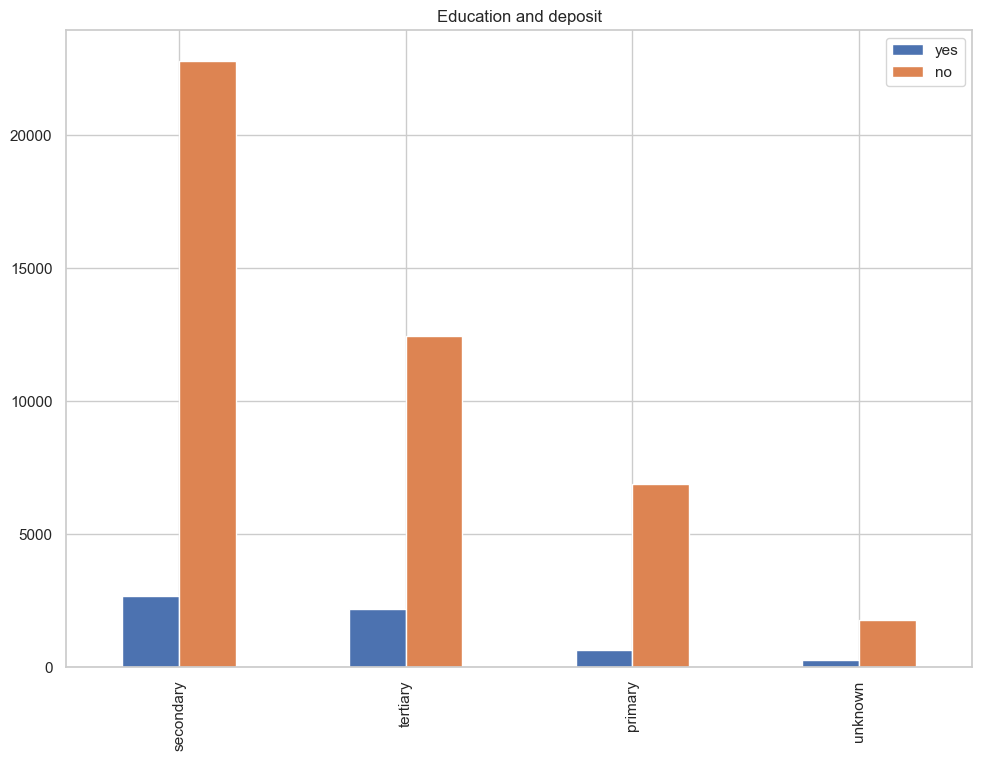 Education and deposit
yes
no
20000
15000
10000
5000
0
secondary
tertiary
primary
unknown